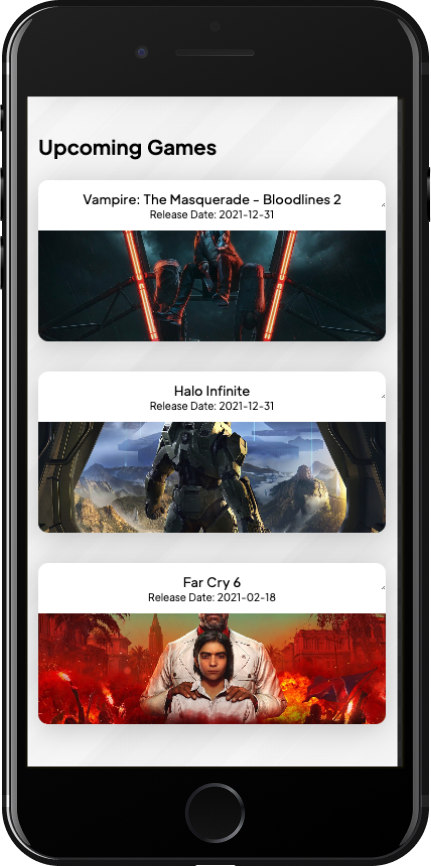 Upcoming Games
Vampire: The Masquerade - Bloodlines 2
Release Date: 2021-12-31
Halo Infinite
Release Date: 2021-12-31
Far Cry 6
Release Date: 2021-02-18